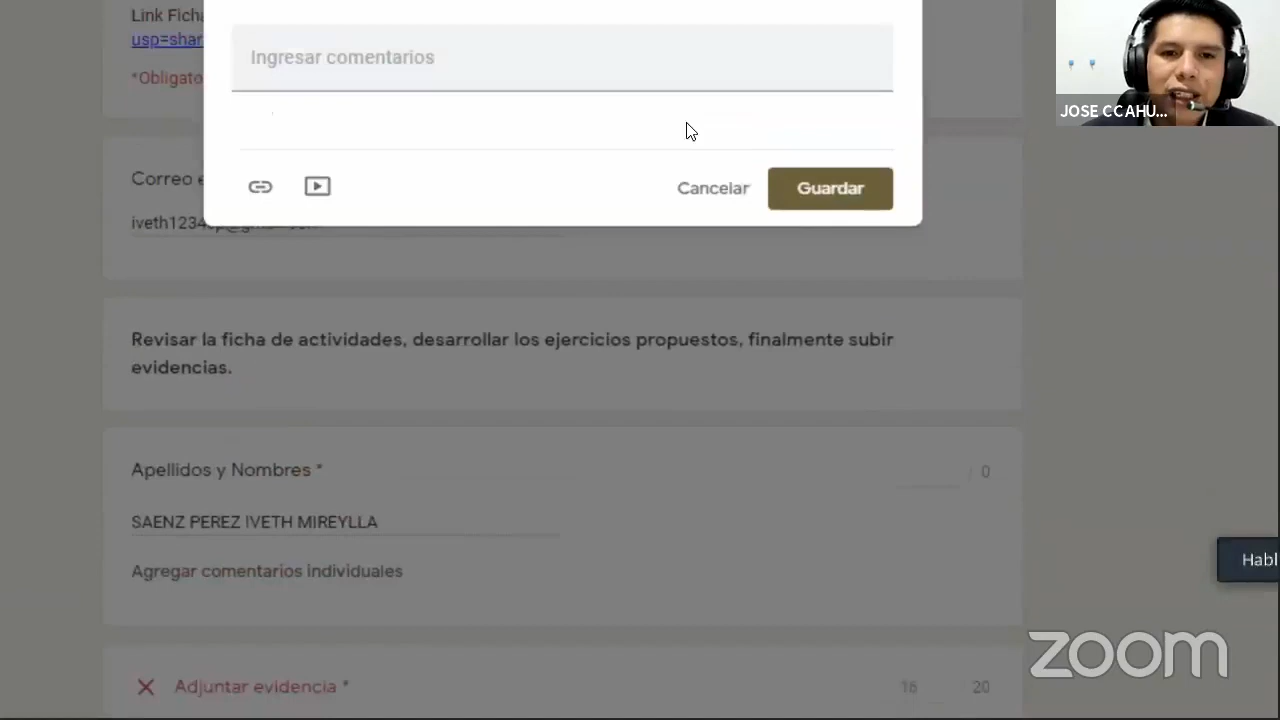 Link Ficha
usp=shar
*Obligato
Ingresar comentarios
JOSE CCAHU...
Correo e
Cancelar
Guardar
Revisar la ficha de actividades, desarrollar los ejercicios propuestos, finalmente subir
evidencias.
Apellidos y Nombres *
0
SAENZ PEREZ IVETH MIREYLLA
Agregar comentarios individuales
Habl
zoom
Adjuntar evidencia *
16
20